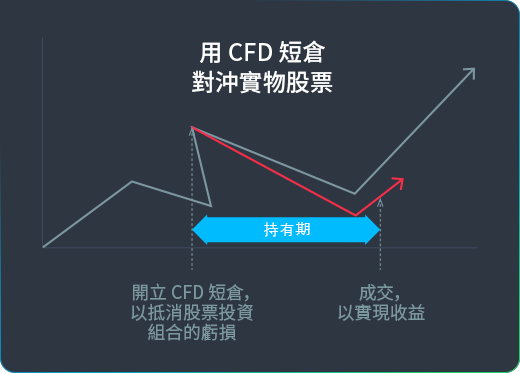 用 CFD 短倉
對沖實物股票
持有期
開立 CFD 短倉,
以抵消股票投資
組合的虧損
成交,
以實現收益